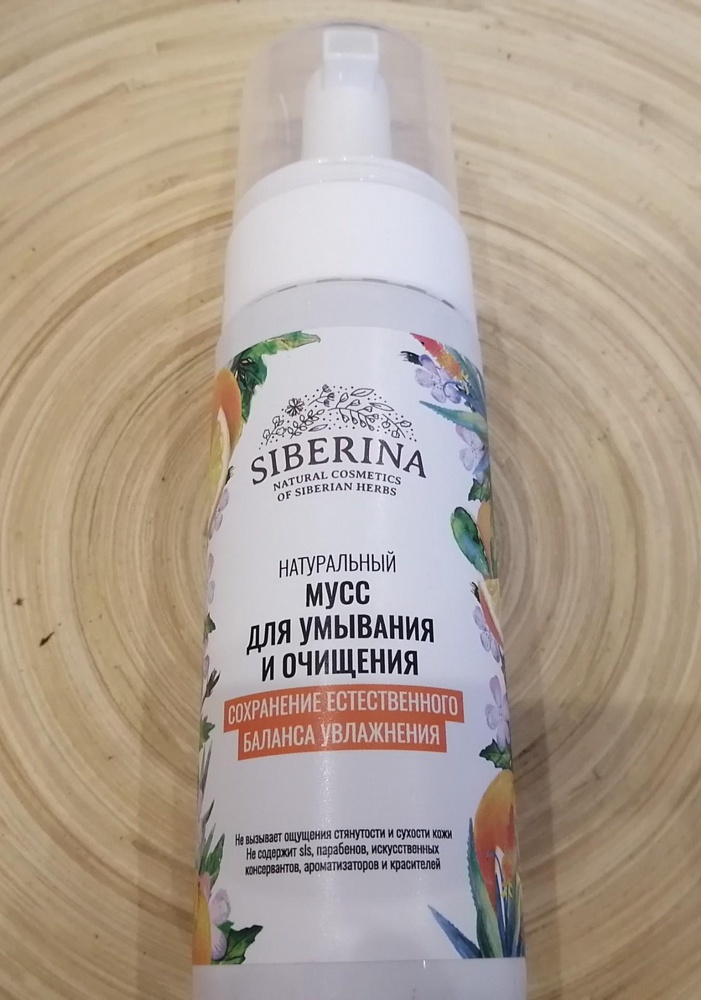 SIBERINA
NATURAL COSMETICS
OF SIBERIAN HERBS
НАТУРАЛЬНЫЙ
МУСС
ДЛЯ УМЫВАНИЯ
И ОЧИЩЕНИЯ
СОХРАНЕНИЕ ЕСТЕСТВЕННОГО
БАЛАНСА УВЛАЖНЕНИЯ
Не вызывает ощущения стянутости и сухости кожи
Не содержит sls, парабенов, искусственных
консервантов, ароматизаторов и красителей